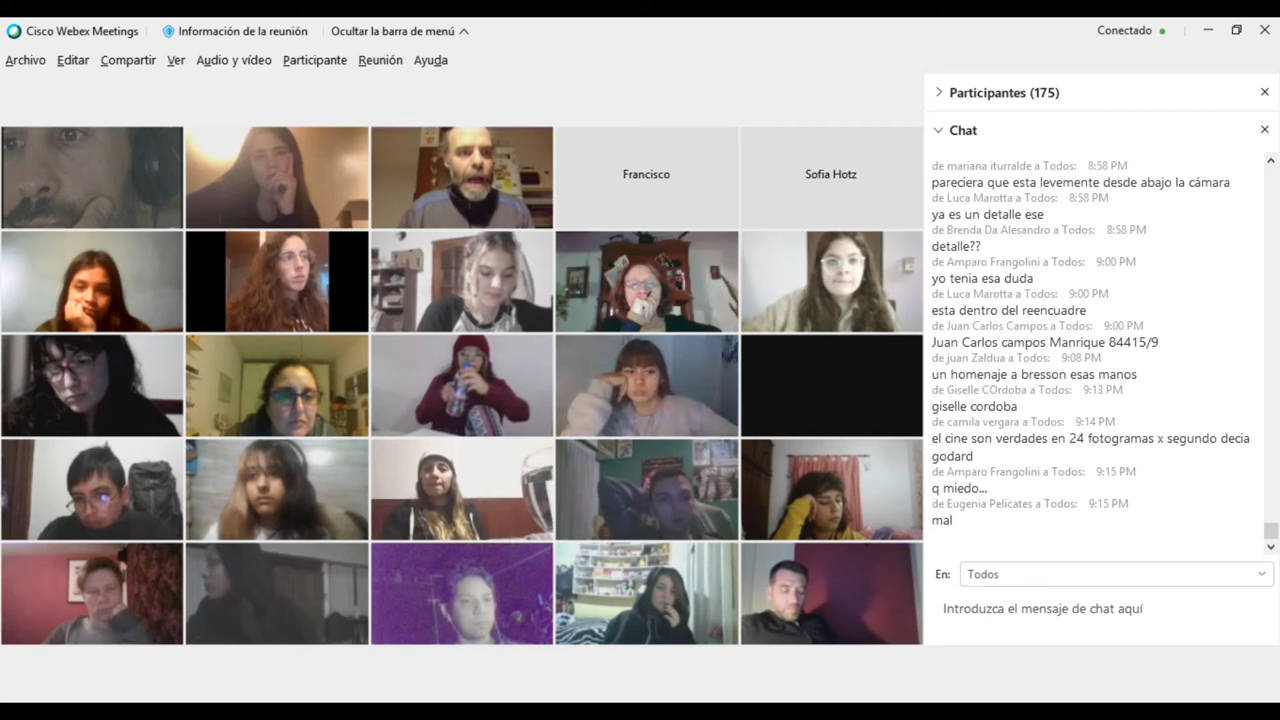 Cisco Webex Meetings Información de la reunión Ocultar la barra de menú
Conectado
Archivo Editar Compartir Ver Audio y vídeo Participante Reunión Ayuda
Participantes (175)
Chat
Francisco
Sofia Hotz
de mariana iturralde a Todos: 8:58 PM
pareciera que esta levemente desde abajo la cámara
de Luca Marotta a Todos: 8:58 PM
ya es un detalle ese
de Brenda Da Alesandro a Todos: 8:58 PM
detalle??
de Amparo Frangolini a Todos: 9:00 PM
yo tenia esa duda
de Luca Marotta a Todos: 9:00 PM
esta dentro del reencuadre
de Juan Carlos Campos a Todos: 9:00 PM
Juan Carlos campos Manrique 84415/9
de juan Zaldua a Todos: 9:08 PM
un homenaje a bresson esas manos
de Giselle COrdoba a Todos: 9:13 PM
giselle cordoba
de camila vergara a Todos: 9:14 PM
el cine son verdades en 24 fotogramas x segundo decia
godard
de Amparo Frangolini a Todos: 9:15 PM
q miedo...
de Eugenia Pelicates a Todos: 9:15 PM
mal
En: Todos
Introduzca el mensaje de chat aquí